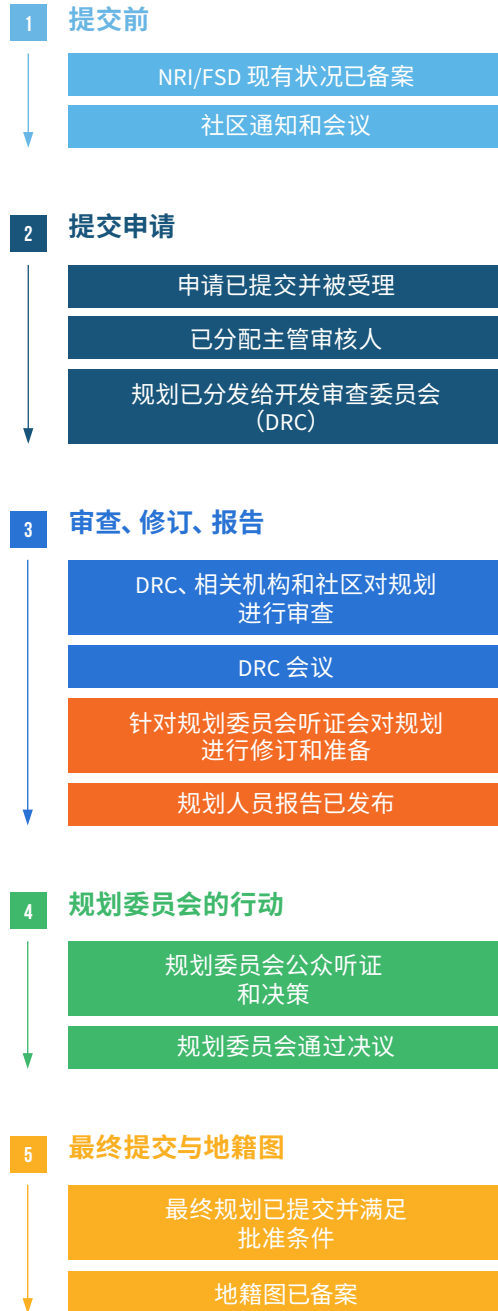 1
提交前
NRI/FSD 现有状况已备案
社区通知和会议
2
提交申请
申请已提交并被受理
已分配主管审核人
规划已分发给开发审查委员会
（DRC）
3
审查、修订、报告
DRC、相关机构和社区对规划
进行审查
DRC 会议
针对规划委员会听证会对规划
进行修订和准备
规划人员报告已发布
4
规划委员会的行动
规划委员会公众听证
和决策
规划委员会通过决议
5
最终提交与地籍图
最终规划已提交并满足
批准条件
地籍图已备案